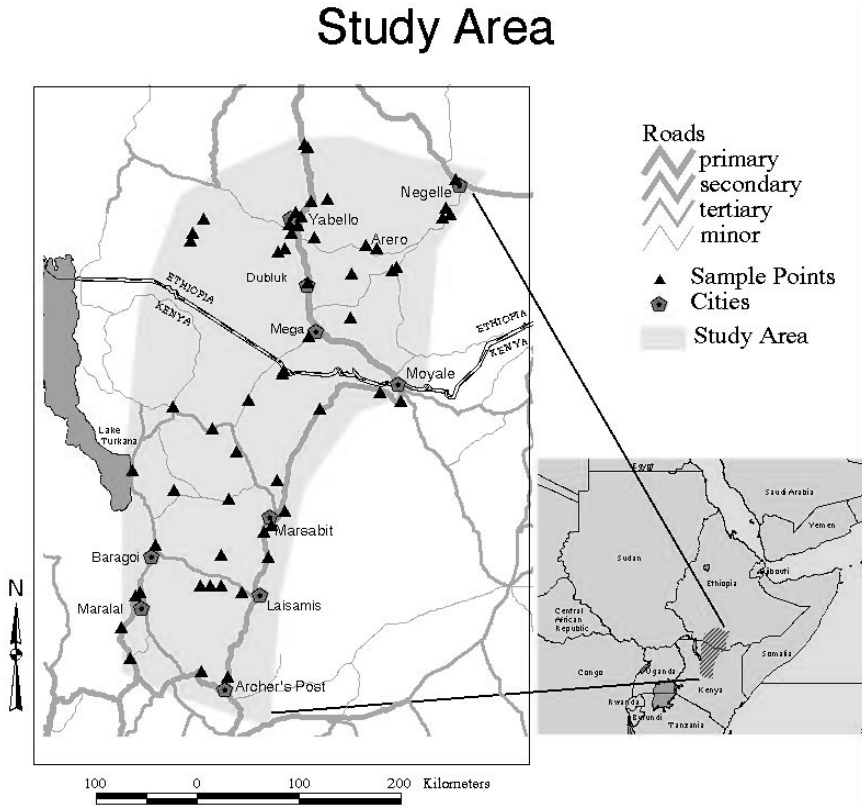 Study Area
Roads
primary
secondary
tertiary
minor
Sample Points
Cities
Study Area
Negelle
Yabello
Arero
Dubluk
ETHIOPIA
KENYA
Mega
ETHIOPIA
KENYA
Moyale
Lake
Turkana
Marsabit
Baragoi
Laisamis
Maralal
Archer's Post
N
100 0 100 200 Kilometers
Egypt
Saudi Arabia
Yemen
Sudan
Djibouti
Ethiopia
Central
African
Republic
Somalia
Congo
Uganda
Kenya
Rwanda
Burundi
Tanzania